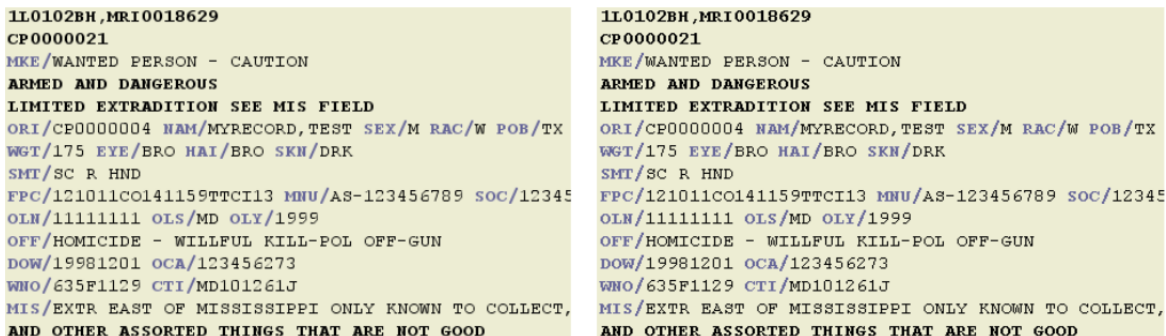 1L0102BH,MRI0018629
CP0000021
MKE/WANTED PERSON - CAUTION
ARMED AND DANGEROUS
LIMITED EXTRADITION SEE MIS FIELD
ORI/CP0000004 NAM/MYRECORD,TEST SEX/M RAC/W POB/TX
WGT/175 EYE/BRO HAI/BRO SKN/DRK
SMT/SC R HND
FPC/121011CO141159TTCI13 MNU/AS-123456789 SOC/12345
OLN/11111111 OLS/MD OLY/1999
OFF/HOMICIDE - WILLFUL KILL-POL OFF-GUN
DOW/19981201 OCA/123456273
WNO/635F1129 CTI/MD101261J
MIS/EXTR EAST OF MISSISSIPPI ONLY KNOWN TO COLLECT,
AND OTHER ASSORTED THINGS THAT ARE NOT GOOD
1L0102BH,MRI0018629
CP0000021
MKE/WANTED PERSON - CAUTION
ARMED AND DANGEROUS
LIMITED EXTRADITION SEE MIS FIELD
ORI/CP0000004 NAM/MYRECORD,TEST SEX/M RAC/W POB/TX
WGT/175 EYE/BRO HAI/BRO SKN/DRK
SMT/SC R HND
FPC/121011CO141159TTCI13 MNU/AS-123456789 SOC/12345
OLN/11111111 OLS/MD OLY/1999
OFF/HOMICIDE - WILLFUL KILL-POL OFF-GUN
DOW/19981201 OCA/123456273
WNO/635F1129 CTI/MD101261J
MIS/EXTR EAST OF MISSISSIPPI ONLY KNOWN TO COLLECT,
AND OTHER ASSORTED THINGS THAT ARE NOT GOOD